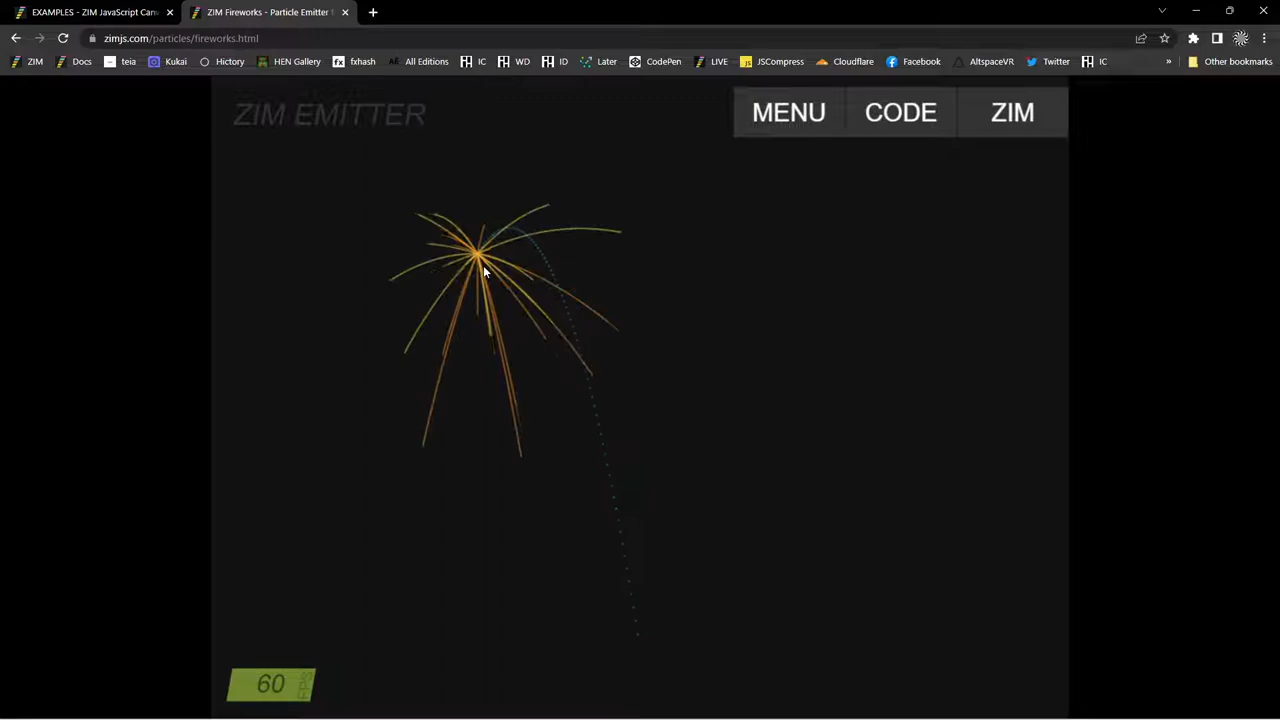 EXAMPLES - ZIM JavaScript Canv
ZIM Fireworks - Particle Emitter
zimjs.com/particles/fireworks.html
ZIM Docs teia Kukai Hictory HEN Gallery fxhash All Editions IC WD ID Later CodePen LIVE JSCompress Cloudflare Facebook AltspaceVR Twitter IC » Other bookmarks
ZIM EMITTER
MENU CODE ZIM
60 FPS